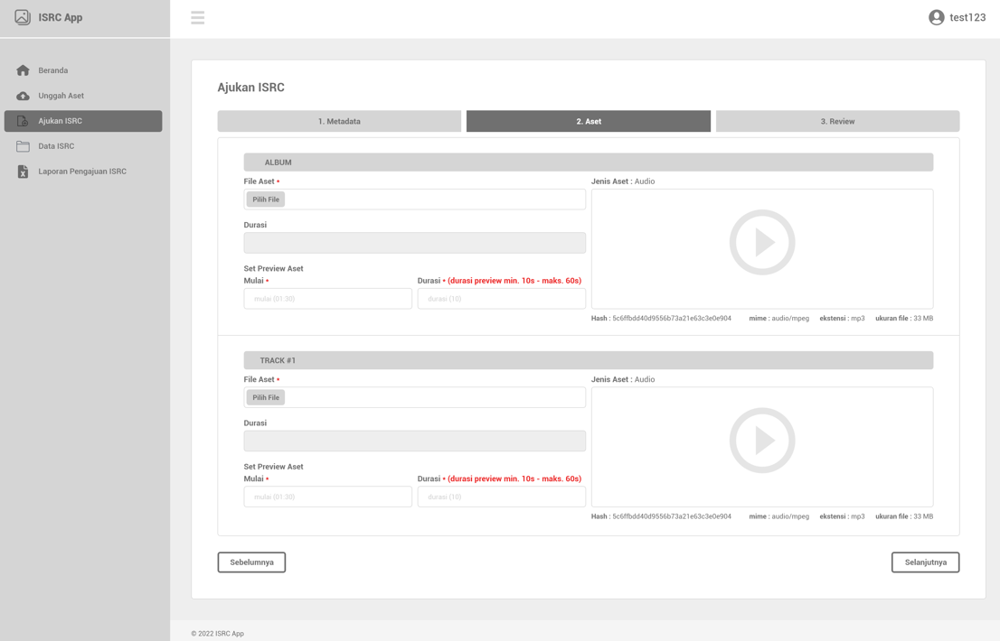 ISRC App
test123
Beranda
Unggah Aset
Ajukan ISRC
Data ISRC
Laporan Pengajuan ISRC
Ajukan ISRC
1. Metadata
2. Aset
3. Review
ALBUM
File Aset *
Pilih File
Durasi
Set Preview Aset
Mulai *
Durasi * (durasi preview min. 10s - maks. 60s)
mulai (01:30)
durasi (10)
Jenis Aset : Audio
Hash : 5c6ffbdd40d9556b73a21e63c3e0e904 mime : audio/mpeg ekstensi : mp3 ukuran file : 33 MB
TRACK #1
File Aset *
Pilih File
Durasi
Set Preview Aset
Mulai *
Durasi * (durasi preview min. 10s - maks. 60s)
mulai (01:30)
durasi (10)
Jenis Aset : Audio
Hash : 5c6ffbdd40d9556b73a21e63c3e0e904 mime : audio/mpeg ekstensi : mp3 ukuran file : 33 MB
Sebelumnya
Selanjutnya
© 2022 ISRC App